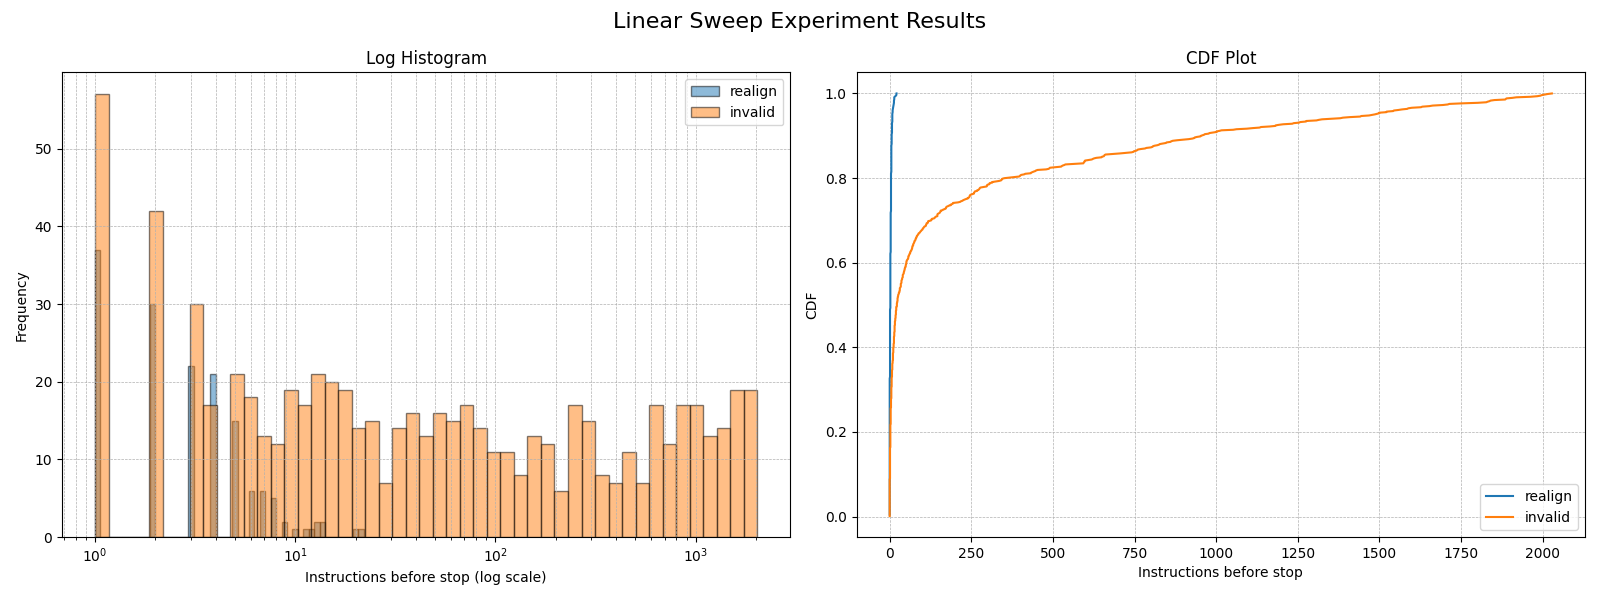 Linear Sweep Experiment Results
Log Histogram
realign
invalid
Frequency
0
10
20
30
40
50
10⁰
10¹
10²
10³
Instructions before stop (log scale)
CDF Plot
CDF
1.0
0.8
0.6
0.4
0.2
0.0
realign
invalid
0 250 500 750 1000 1250 1500 1750 2000
Instructions before stop